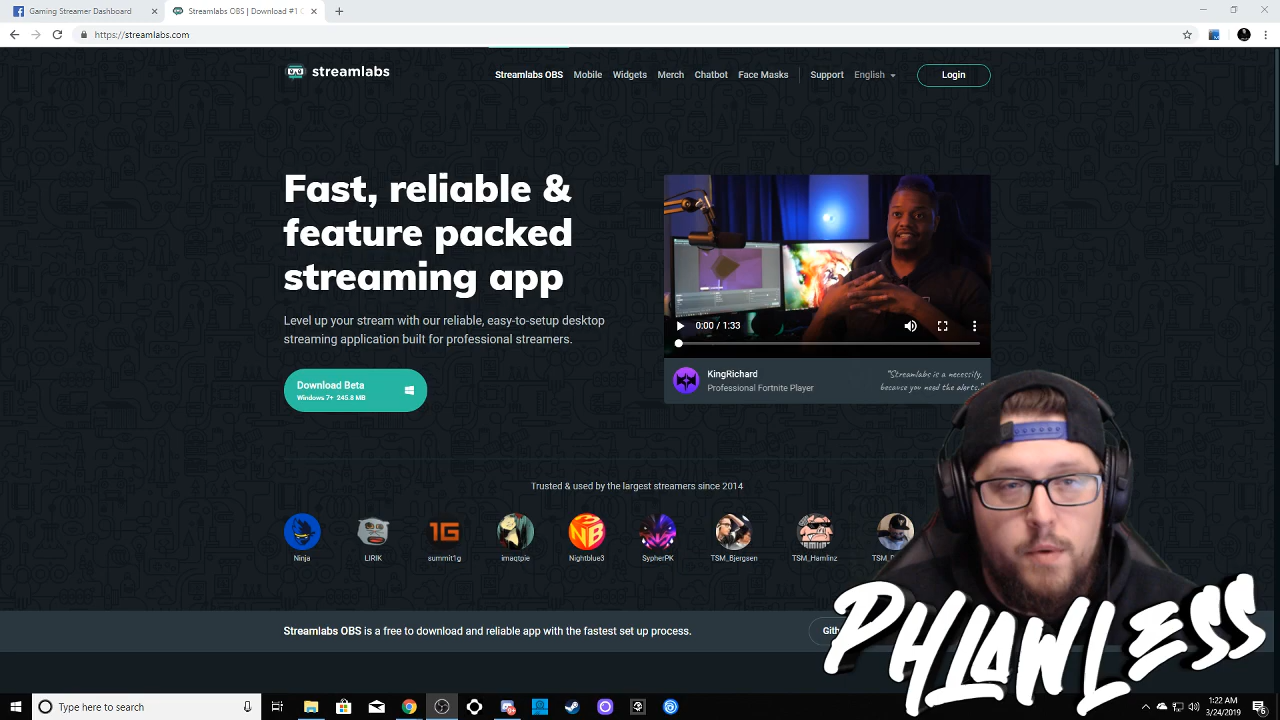 Gaming Streamer Dashboard
Streamlabs OBS | Download #1
https://streamlabs.com
streamlabs
Streamlabs OBS Mobile Widgets Merch Chatbot Face Masks Support English Login
Fast, reliable &
feature packed
streaming app
Level up your stream with our reliable, easy-to-setup desktop
streaming application built for professional streamers.
Download Beta
Windows 7+ 245.8 MB
0:00 / 1:33
KingRichard
Professional Fortnite Player
"Streamlabs is a necessity,
because you need the alerts."
Trusted & used by the largest streamers since 2014
1G
NB
Ninja LIRIK summit1g imaqtpie Nightblue3 SypherPK TSM_Bjergsen TSM_Hamlinz
Streamlabs OBS is a free to download and reliable app with the fastest set up process.
PHLAWLESS
Type here to search
1:22 AM
3/24/2019
6